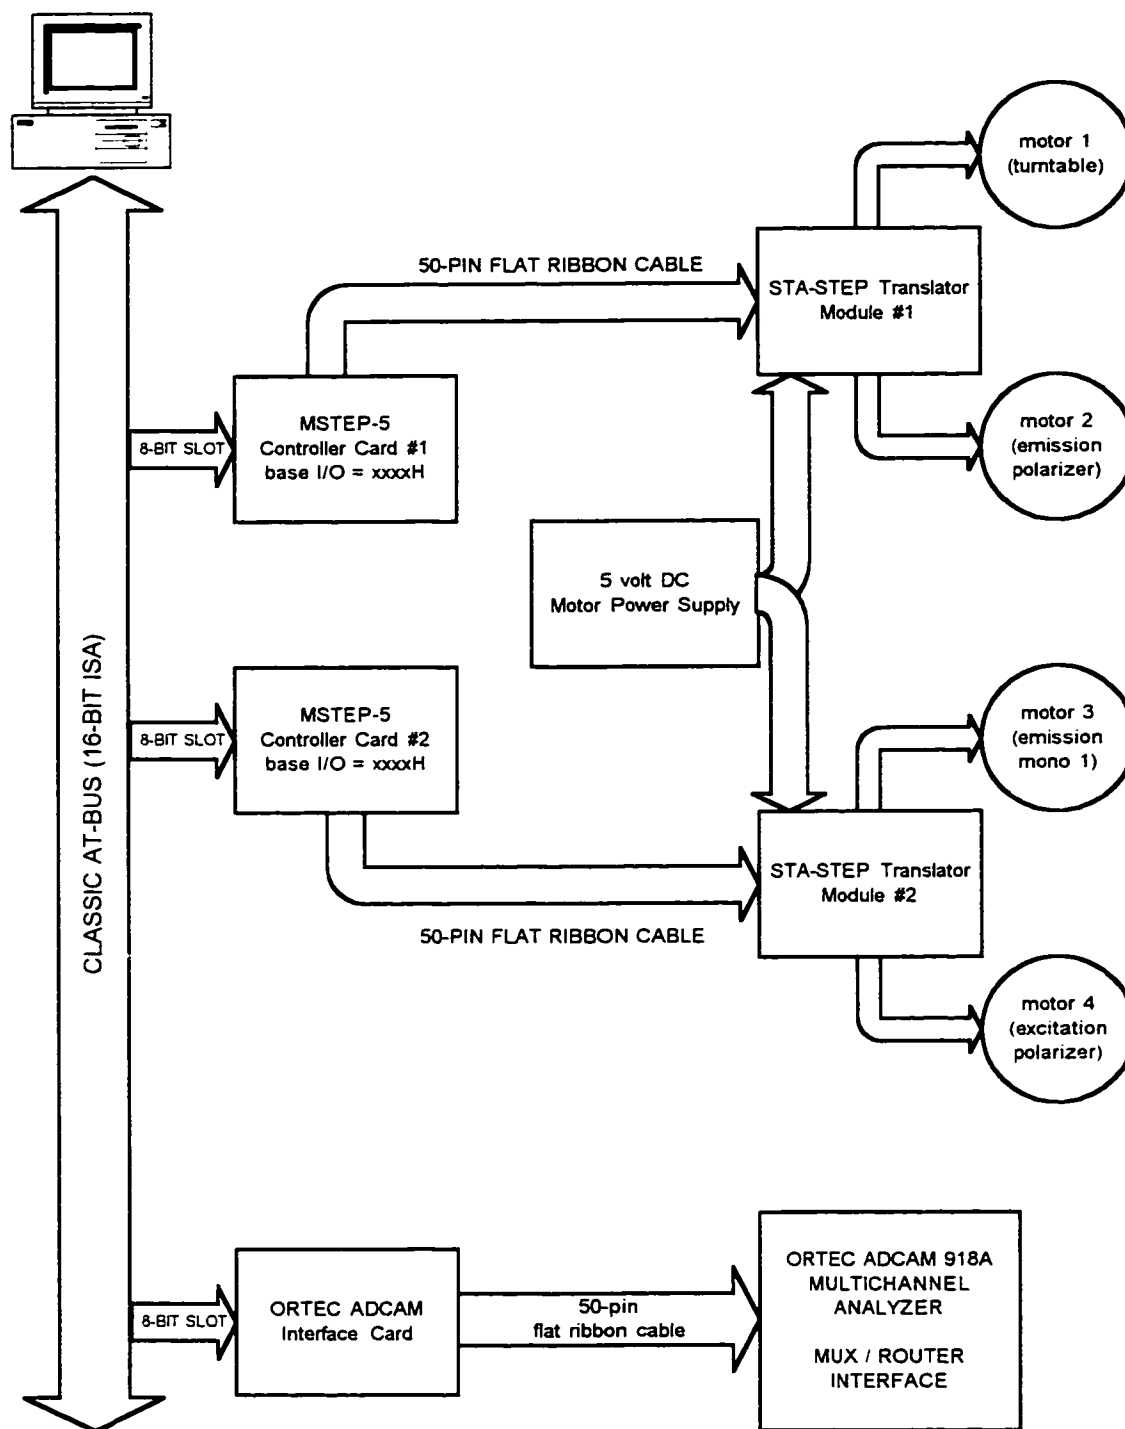 motor 1
(turntable)
50-PIN FLAT RIBBON CABLE
STA-STEP Translator
Module #1
MSTEP-5
Controller Card #1
base I/O = xxxxH
8-BIT SLOT
motor 2
(emission
polarizer)
5 volt DC
Motor Power Supply
CLASSIC AT-BUS (16-BIT ISA)
MSTEP-5
Controller Card #2
base I/O = xxxxH
8-BIT SLOT
motor 3
(emission
mono 1)
STA-STEP Translator
Module #2
50-PIN FLAT RIBBON CABLE
motor 4
(excitation
polarizer)
8-BIT SLOT
ORTEC ADCAM
Interface Card
50-pin
flat ribbon cable
ORTEC ADCAM 918A
MULTICHANNEL
ANALYZER
MUX / ROUTER
INTERFACE